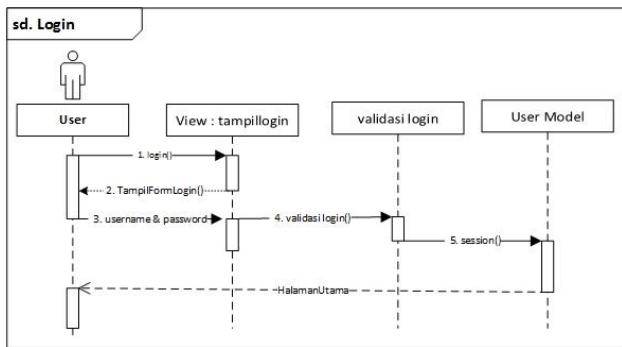 sd. Login
User
View : tampillogin
validasi login
User Model
1. login()
2. TampilFormLogin()
3. username & password
4. validasi login()
5. session()
HalamanUtama